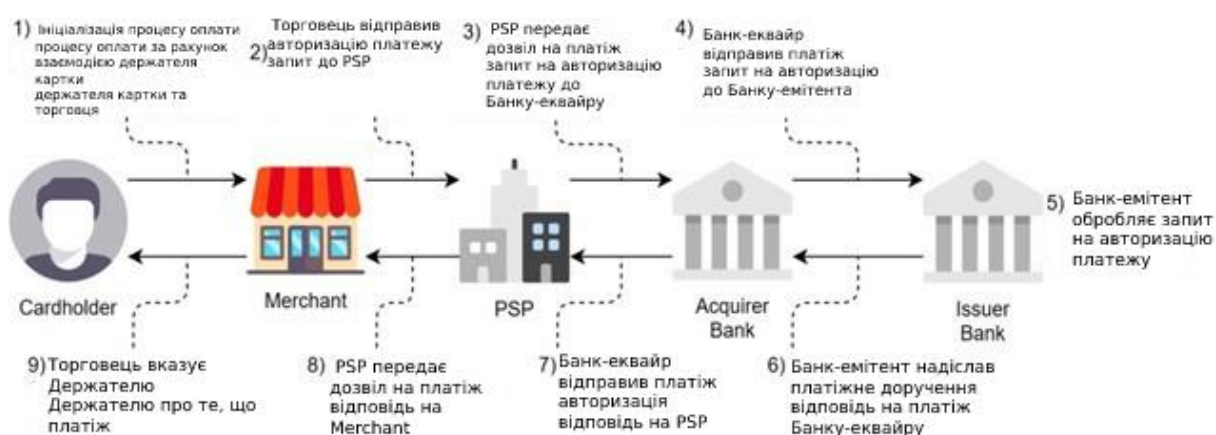 1) Ініціалізація процесу оплати
процесу оплати за рахунок
взаємодією держателя
картки
держателя картки та
торговця
2) Торговець відправив
авторизацію платежу
запит до PSP
3) PSP передає
дозвіл на платіж
запит на авторизацію
платежу до
Банку-еквайру
4) Банк-еквайр
відправив платіж
запит на авторизацію
до Банку-емітента
5) Банк-емітент
обробляє запит
на авторизацію
платежу
Cardholder
Merchant
PSP
Acquirer
Bank
Issuer
Bank
9) Торговець вказує
Держателю
Держателю про те, що
платіж
8) PSP передає
дозвіл на платіж
відповідь на
Merchant
7) Банк-еквайр
відправив платіж
авторизація
відповідь на PSP
6) Банк-емітент надіслав
платіжне доручення
відповідь на платіж
Банку-еквайру